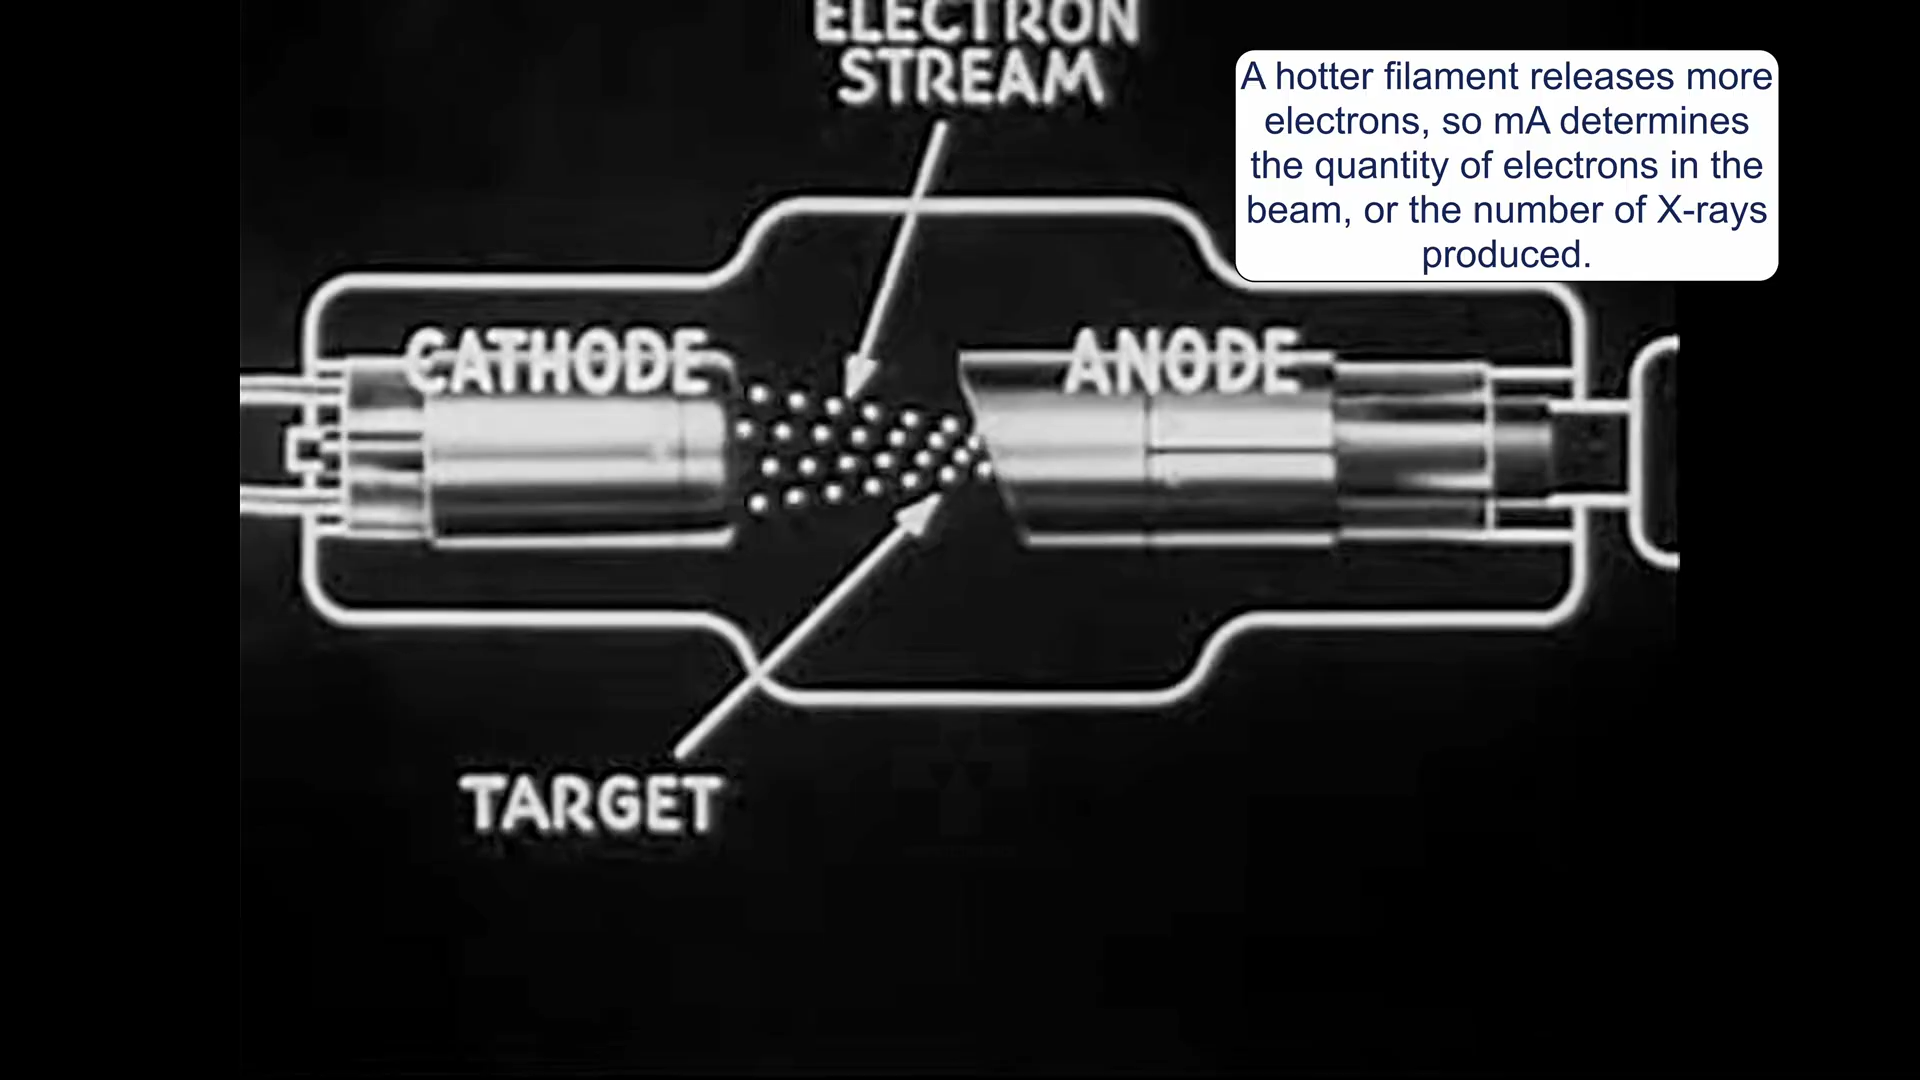 ELECTRON
STREAM
A hotter filament releases more
electrons, so mA determines
the quantity of electrons in the
beam, or the number of X-rays
produced.
CATHODE
ANODE
TARGET